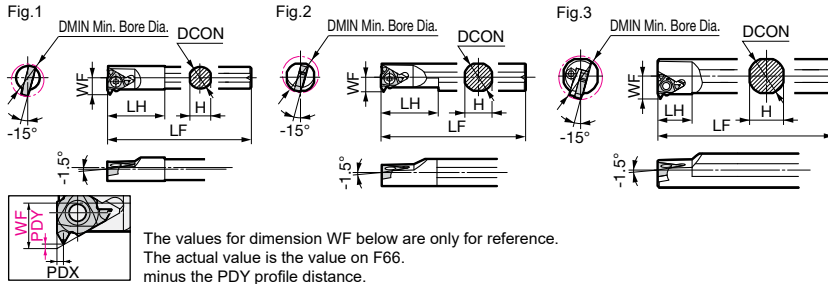 Fig.1
DMIN Min. Bore Dia.
DCON
WF
LH
H
LF
-15°
-1.5°
Fig.2
DMIN Min. Bore Dia.
DCON
WF
LH
H
LF
-15°
-1.5°
Fig.3
DMIN Min. Bore Dia.
DCON
WF
LH
H
LF
-15°
-1.5°
WF
PDY
PDX
The values for dimension WF below are only for reference.
The actual value is the value on F66.
minus the PDY profile distance.